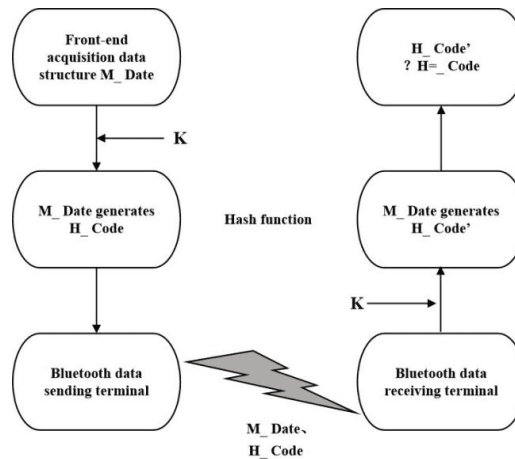 Front-end
acquisition data
structure M_ Date
K
M_ Date generates
H_ Code
Bluetooth data
sending terminal
Hash function
M_ Date、
H_ Code
H_ Code’
? H=_ Code
M_ Date generates
H_ Code’
K
Bluetooth data
receiving terminal